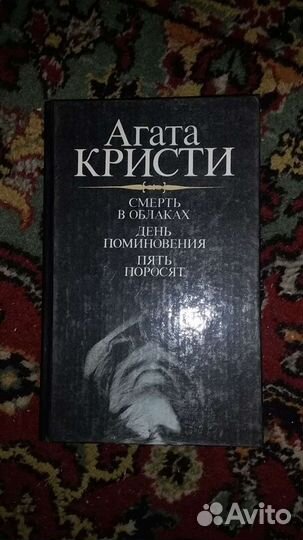 Агата
КРИСТИ
СМЕРТЬ
В ОБЛАКАХ
ДЕНЬ
ПОМИНОВЕНИЯ
ПЯТЬ
ПОРОСЯТ
Avito